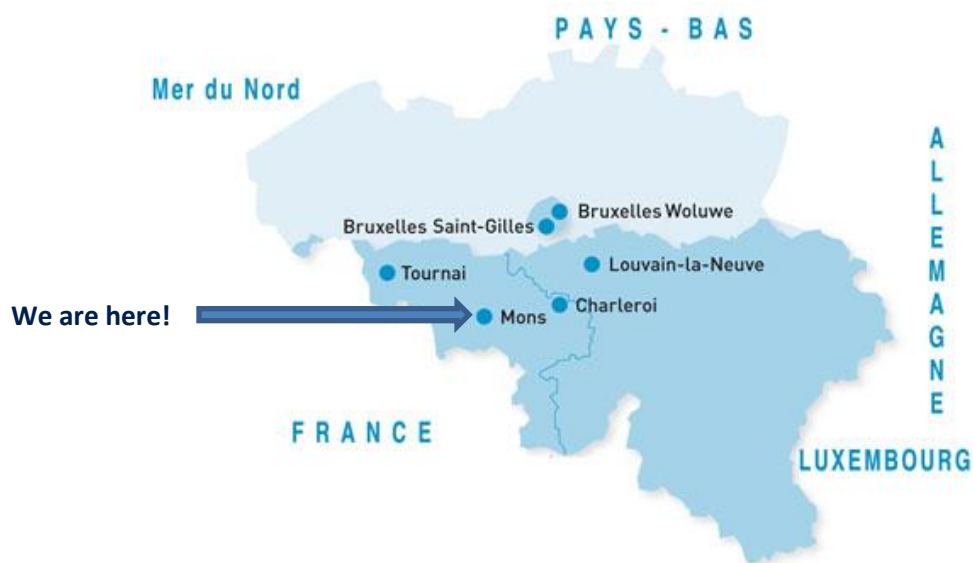 PAYS - BAS
Mer du Nord
ALLEMAGNE
Bruxelles Woluwe
Bruxelles Saint-Gilles
Tournai
Louvain-la-Neuve
We are here!
Mons
Charleroi
FRANCE
LUXEMBOURG